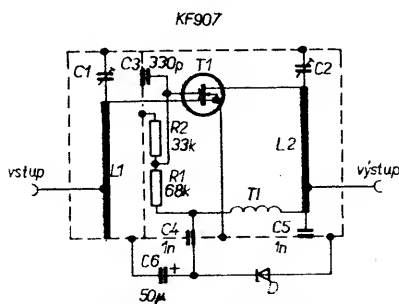 KF907
C1
C3
330p
T1
C2
R2
33k
L1
L2
vstup
výstup
R1
68k
Tl
C4
1n
C5
1n
C6
50µ
+
D